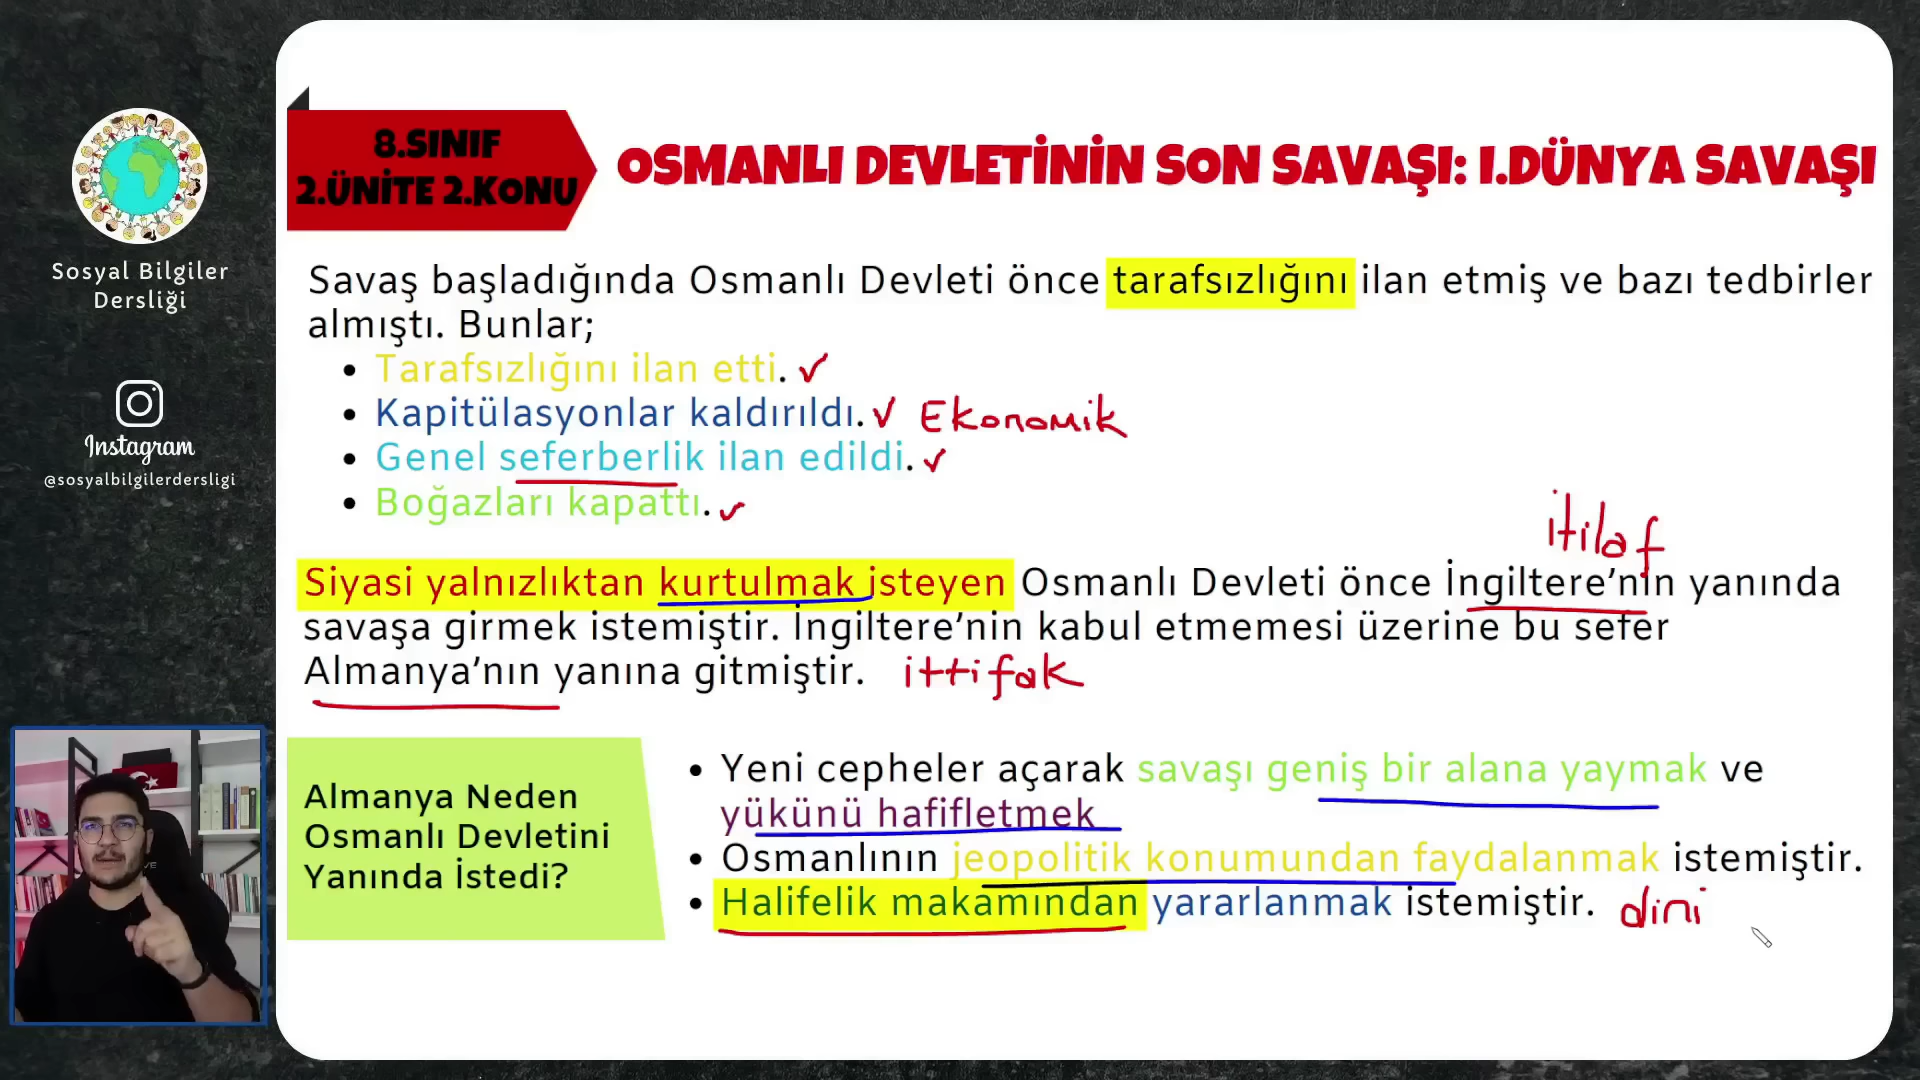 8.SINIF
2.ÜNİTE 2.KONU
OSMANLI DEVLETİNİN SON SAVAŞI: I.DÜNYA SAVAŞI
Sosyal Bilgiler
Dersliği
Instagram
@sosyalbilgilerdersligi
Savaş başladığında Osmanlı Devleti önce tarafsızlığını ilan etmiş ve bazı tedbirler
almıştı. Bunlar;
• Tarafsızlığını ilan etti. ✓
• Kapitülasyonlar kaldırıldı. ✓ Ekonomik
• Genel seferberlik ilan edildi. ✓
• Boğazları kapattı. ✓
itilaf
Siyasi yalnızlıktan kurtulmak isteyen Osmanlı Devleti önce İngiltere’nin yanında
savaşa girmek istemiştir. İngiltere’nin kabul etmemesi üzerine bu sefer
Almanya’nın yanına gitmiştir. ittifak
Almanya Neden
Osmanlı Devletini
Yanında İstedi?
• Yeni cepheler açarak savaşı geniş bir alana yaymak ve
yükünü hafifletmek
• Osmanlının jeopolitik konumundan faydalanmak istemiştir.
• Halifelik makamından yararlanmak istemiştir. dini